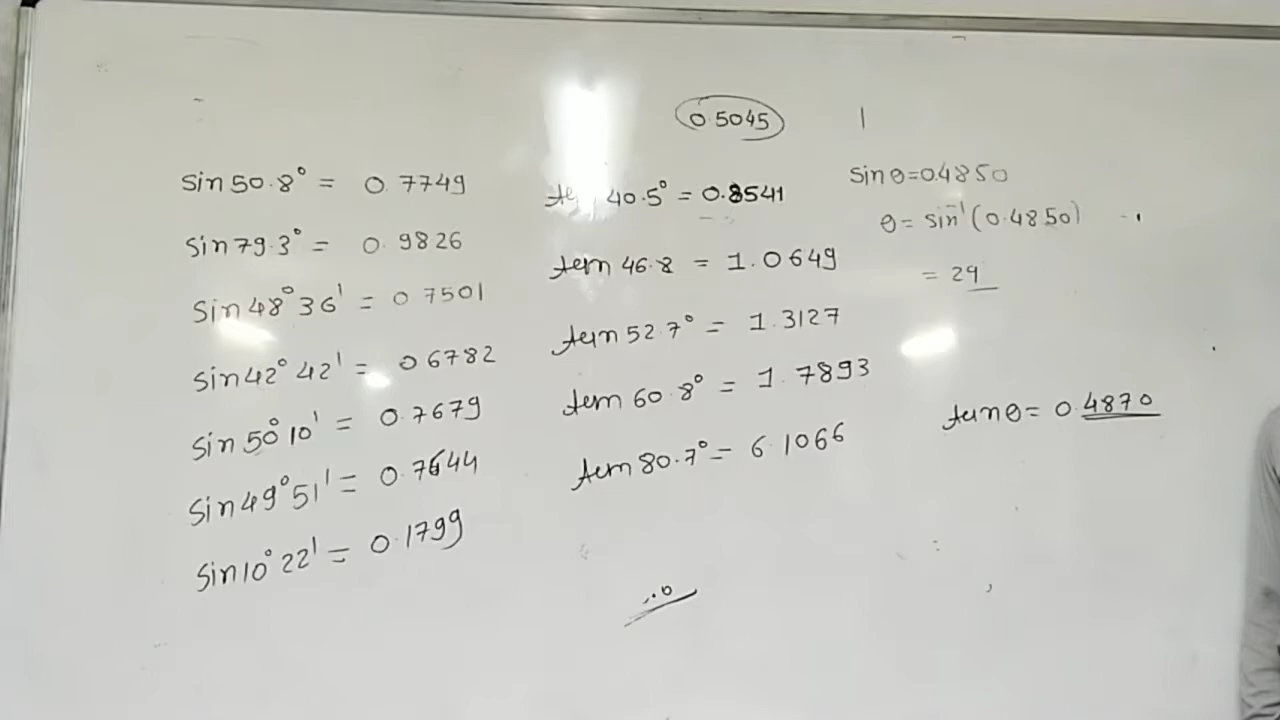 0.5045
sin 50.8° = 0.7749
sin 79.3° = 0.9826
sin 48° 36' = 0.7501
sin 42° 42' = 0.6782
sin 50° 10' = 0.7679
sin 49° 51' = 0.7644
sin 10° 22' = 0.1799
40.5° = 0.8541
tan 46.8 = 1.0649
tan 52.7° = 1.3127
tan 60.8° = 1.7893
tan 80.7° = 6.1066
sin θ = 0.4850
θ = sin⁻¹ (0.4850)
= 29
tan θ = 0.4870